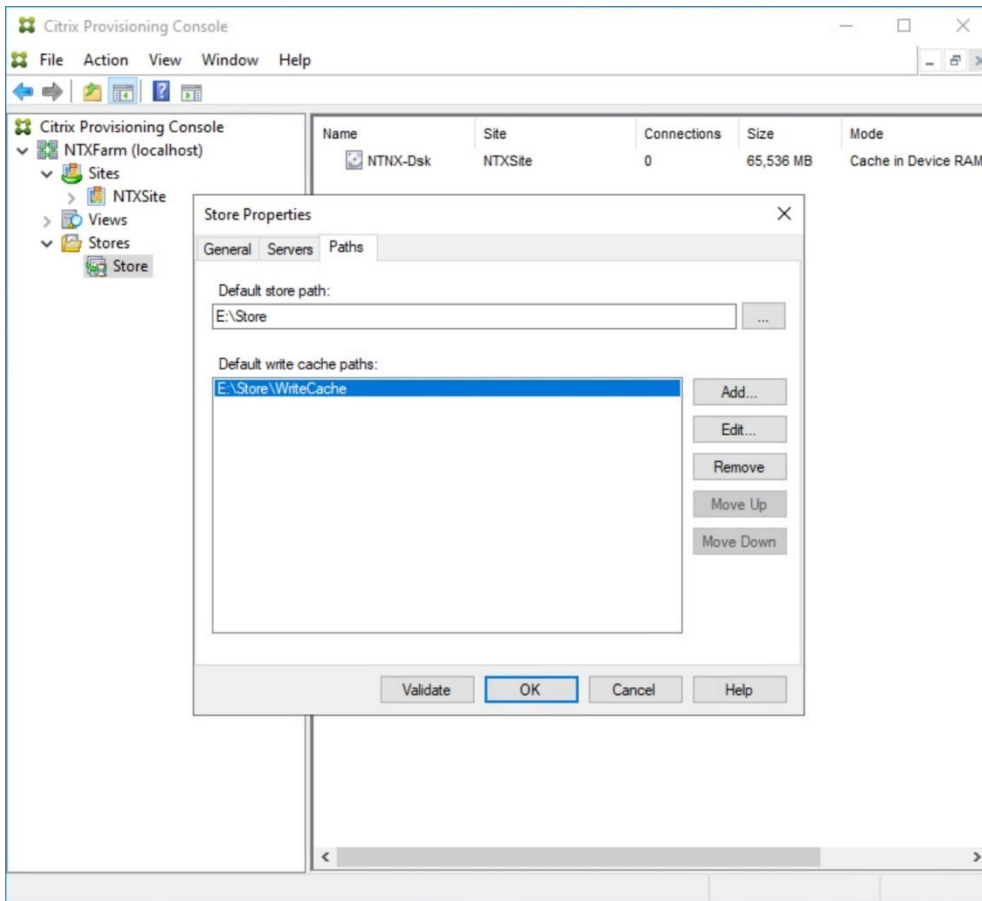 Citrix Provisioning Console
File Action View Window Help
Citrix Provisioning Console
NTXFarm (localhost)
Sites
NTXSite
Views
Stores
Store
Name Site Connections Size Mode
NTNX-Dsk NTXSite 0 65,536 MB Cache in Device RAM
Store Properties
General Servers Paths
Default store path:
E:\Store
...
Default write cache paths:
E:\Store\WriteCache
Add...
Edit...
Remove
Move Up
Move Down
Validate OK Cancel Help